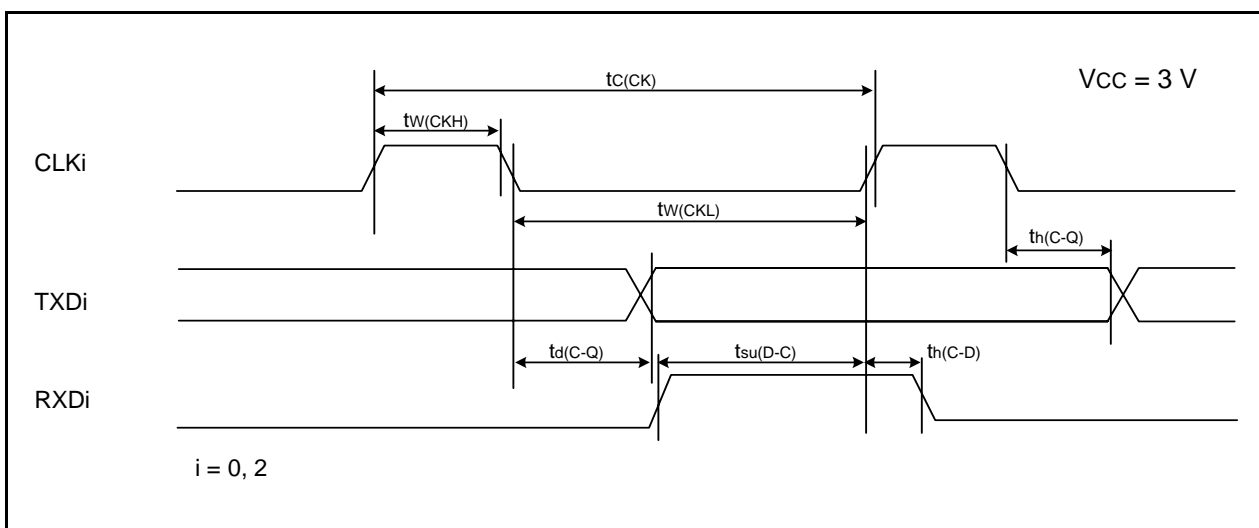 tC(CK)
VCC = 3 V
tW(CKH)
CLKi
tW(CKL)
th(C-Q)
TXDi
td(C-Q)
tsu(D-C)
th(C-D)
RXDi
i = 0, 2